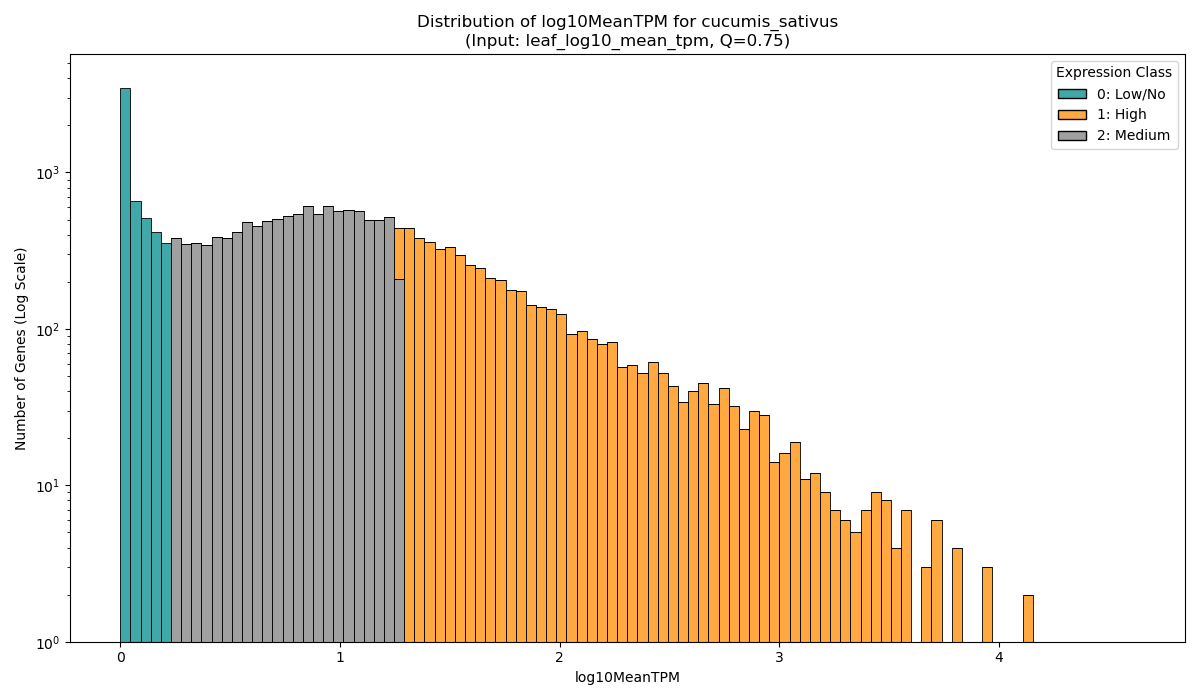 Distribution of log10MeanTPM for cucumis_sativus
(Input: leaf_log10_mean_tpm, Q=0.75)
Expression Class
0: Low/No
1: High
2: Medium
Number of Genes (Log Scale)
10³
10²
10¹
10⁰
0 1 2 3 4
log10MeanTPM